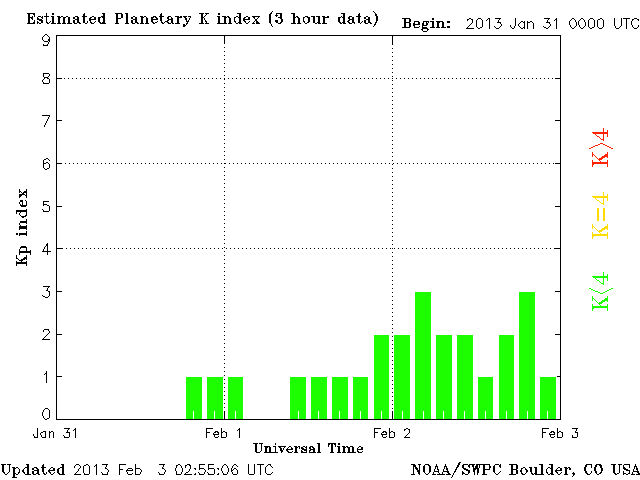 Estimated Planetary K index (3 hour data) Begin: 2013 Jan 31 0000 UTC
9
8
7
6
5
4
3
2
1
0
Kp index
K>4
K=4
K<4
Jan 31 Feb 1 Feb 2 Feb 3
Universal Time
Updated 2013 Feb 3 02:55:06 UTC NOAA/SWPC Boulder, CO USA